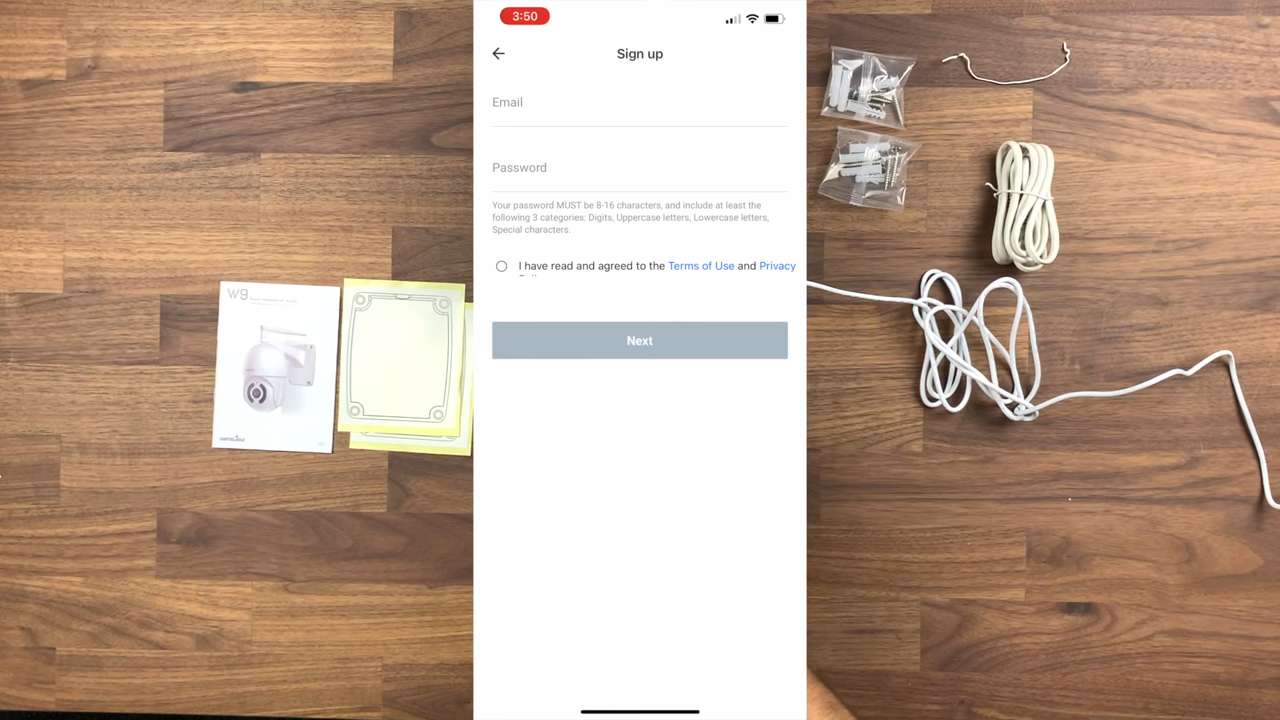 3:50
Sign up
Email
Password
Your password MUST be 8-16 characters, and include at least the
following 3 categories: Digits, Uppercase letters, Lowercase letters,
Special characters.
I have read and agreed to the Terms of Use and Privacy
Next
W9